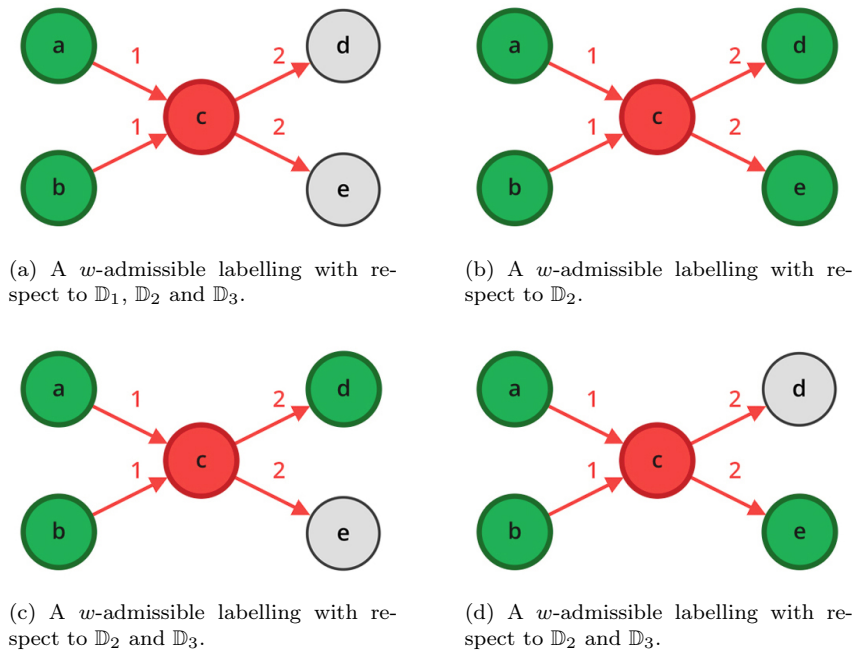 a 1 2 d
c
b 1 2 e
a 1 2 d
c
b 1 2 e
(a) A w-admissible labelling with re-
spect to 𝔻₁, 𝔻₂ and 𝔻₃.
(b) A w-admissible labelling with re-
spect to 𝔻₂.
a 1 2 d
c
b 1 2 e
a 1 2 d
c
b 1 2 e
(c) A w-admissible labelling with re-
spect to 𝔻₂ and 𝔻₃.
(d) A w-admissible labelling with re-
spect to 𝔻₂ and 𝔻₃.